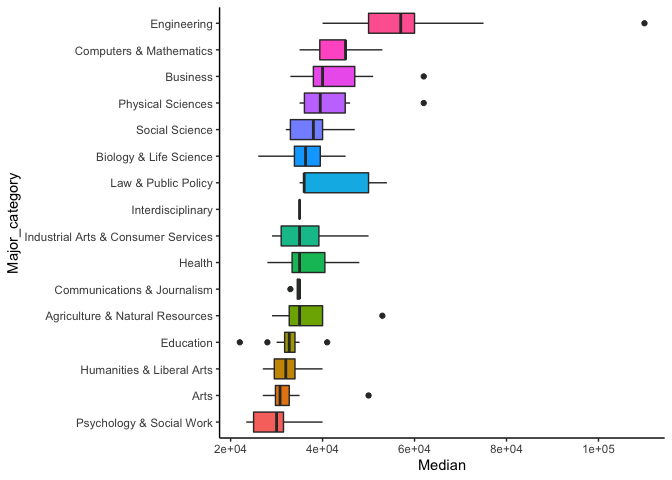 Engineering
Computers & Mathematics
Business
Physical Sciences
Social Science
Biology & Life Science
Law & Public Policy
Interdisciplinary
Industrial Arts & Consumer Services
Health
Communications & Journalism
Agriculture & Natural Resources
Education
Humanities & Liberal Arts
Arts
Psychology & Social Work
Major_category
2e+04 4e+04 6e+04 8e+04 1e+05
Median